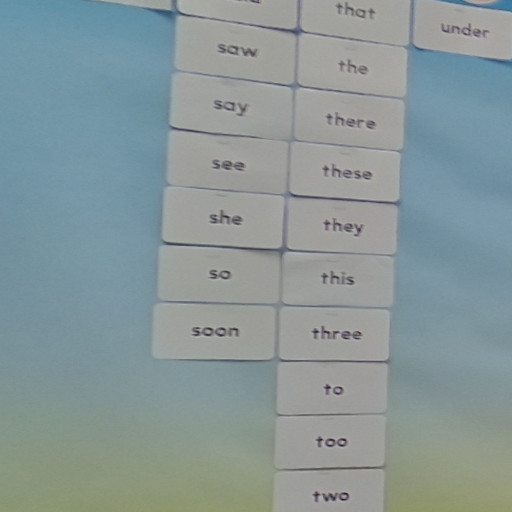 saw
say
see
she
so
soon
that
the
there
these
they
this
three
to
too
two
under